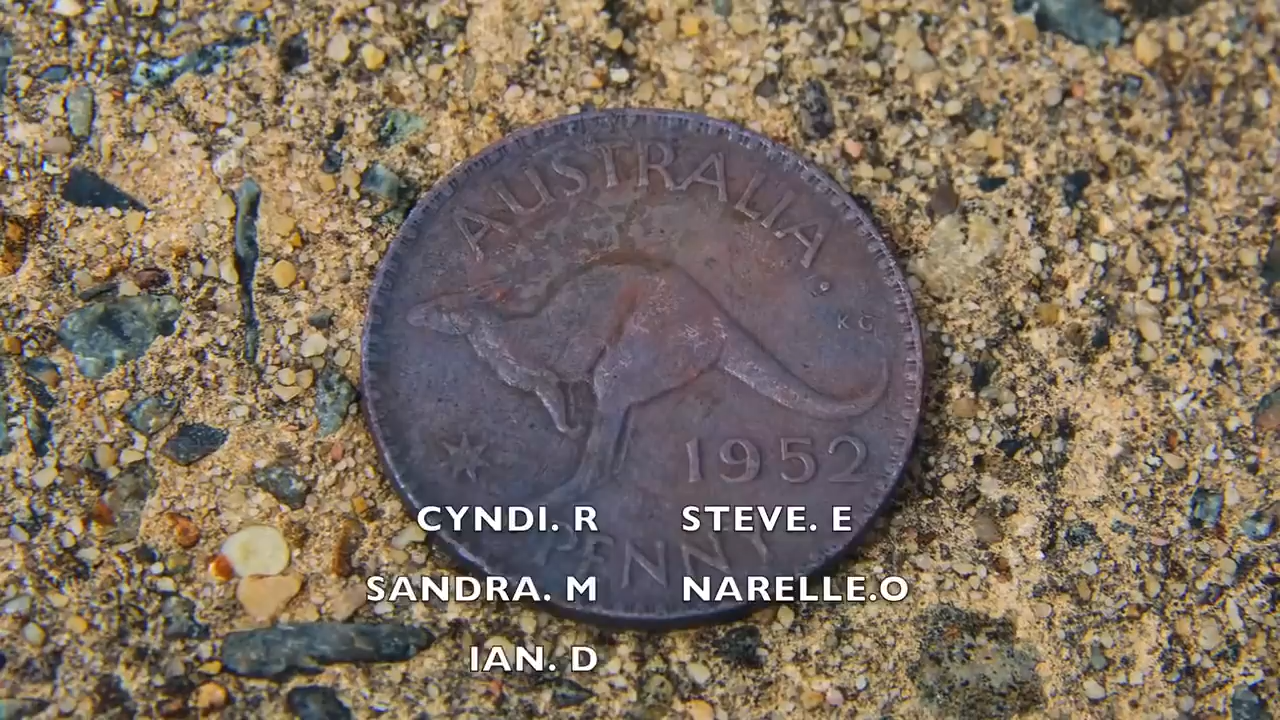 AUSTRALIA.
KG
1952
PENNY
CYNDI. R STEVE. E
SANDRA. M NARELLE.O
IAN. D